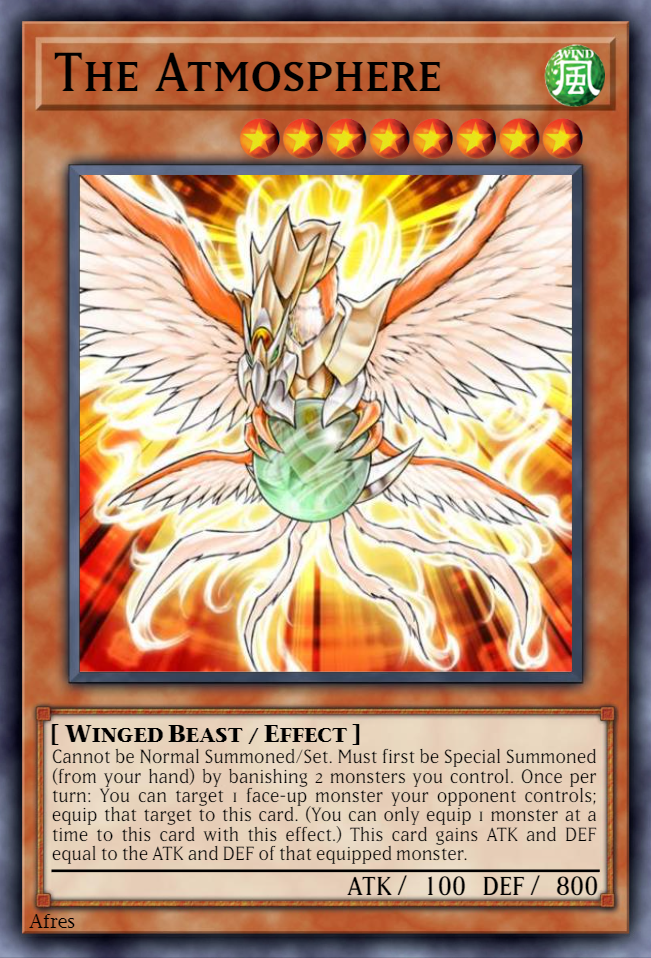 The Atmosphere
WIND
風
[ Winged Beast / Effect ]
Cannot be Normal Summoned/Set. Must first be Special Summoned
(from your hand) by banishing 2 monsters you control. Once per
turn: You can target 1 face-up monster your opponent controls;
equip that target to this card. (You can only equip 1 monster at a
time to this card with this effect.) This card gains ATK and DEF
equal to the ATK and DEF of that equipped monster.
ATK / 100 DEF / 800
Afres